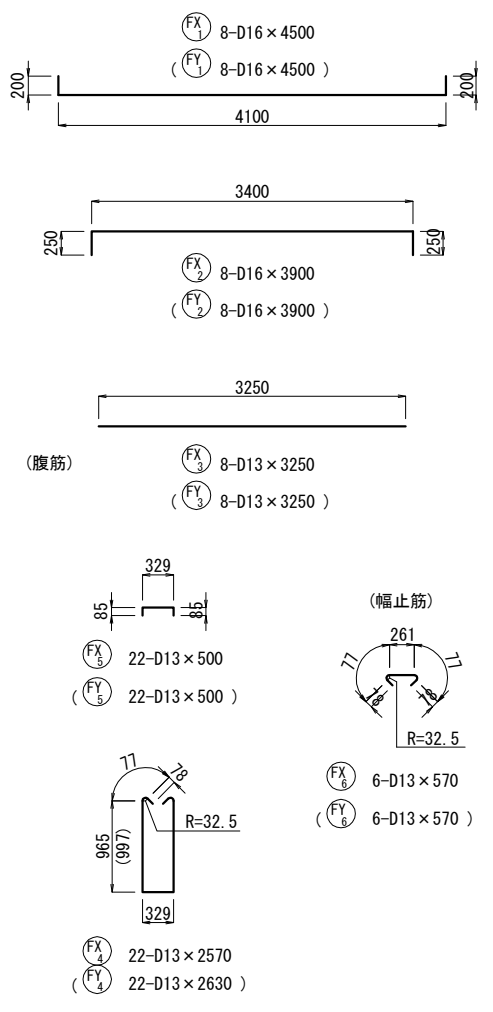 FX1 8-D16×4500
( FY1 8-D16×4500 )
200
200
4100
3400
250
250
FX2 8-D16×3900
( FY2 8-D16×3900 )
3250
(腹筋)
FX3 8-D13×3250
( FY3 8-D13×3250 )
329
85
85
FX5 22-D13×500
( FY5 22-D13×500 )
(幅止筋)
261
77
77
78
78
R=32.5
FX6 6-D13×570
( FY6 6-D13×570 )
77
78
R=32.5
965
(997)
329
FX4 22-D13×2570
( FY4 22-D13×2630 )